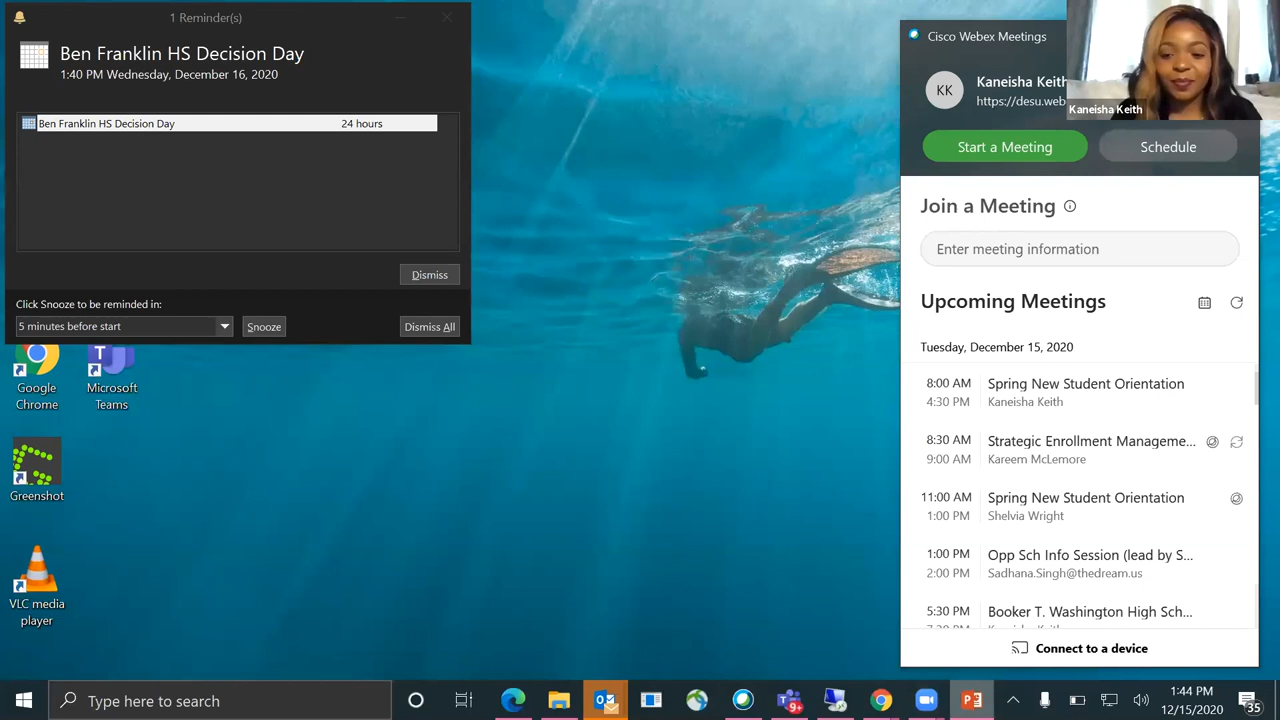 1 Reminder(s)
Ben Franklin HS Decision Day
1:40 PM Wednesday, December 16, 2020
Ben Franklin HS Decision Day 24 hours
Dismiss
Click Snooze to be reminded in:
5 minutes before start
Snooze
Dismiss All
Google
Chrome
Microsoft
Teams
Greenshot
VLC media
player
Cisco Webex Meetings
KK
Kaneisha Keith
https://desu.web
Kaneisha Keith
Start a Meeting
Schedule
Join a Meeting
Enter meeting information
Upcoming Meetings
Tuesday, December 15, 2020
8:00 AM Spring New Student Orientation
4:30 PM Kaneisha Keith
8:30 AM Strategic Enrollment Manageme...
9:00 AM Kareem McLemore
11:00 AM Spring New Student Orientation
1:00 PM Shelvia Wright
1:00 PM Opp Sch Info Session (lead by S...
2:00 PM Sadhana.Singh@thedream.us
5:30 PM Booker T. Washington High Sch...
Connect to a device
Type here to search
9+
1:44 PM
12/15/2020
35